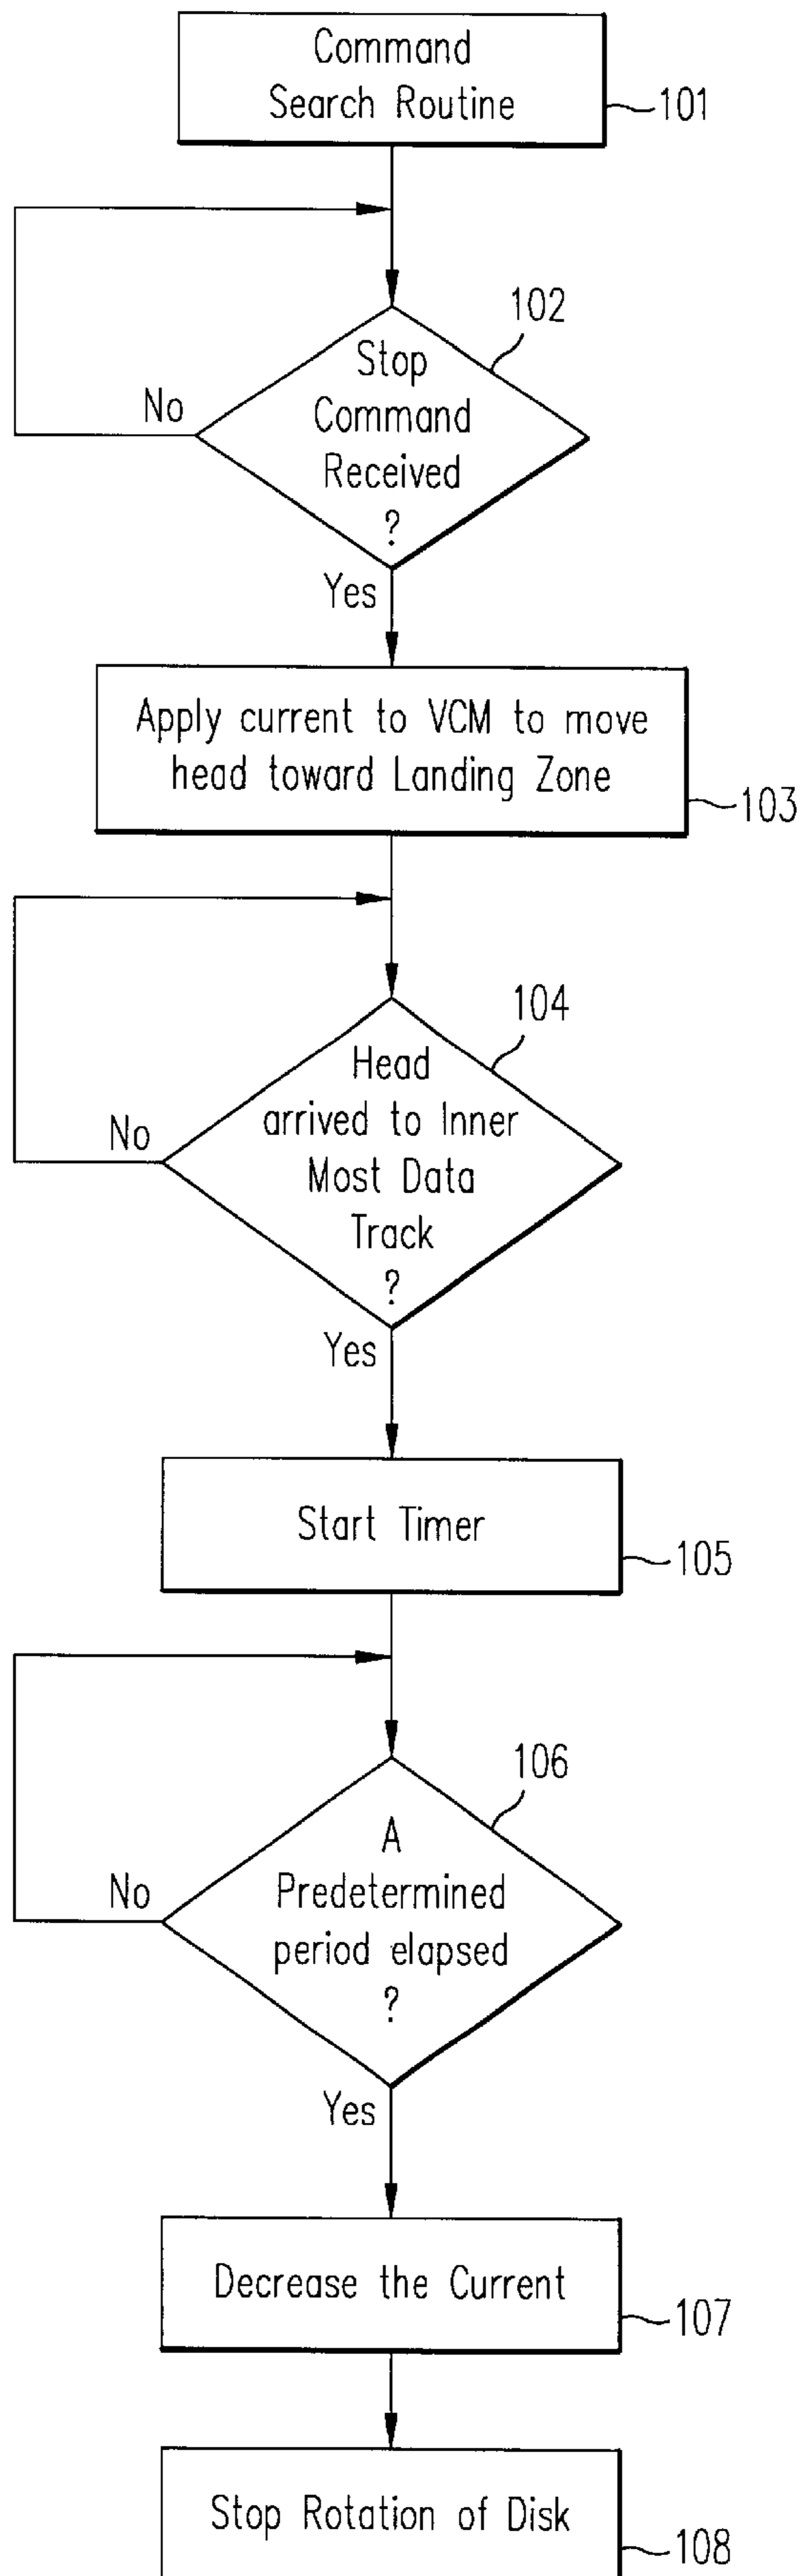 Command
Search Routine
101
102
Stop
Command
Received
?
No
Yes
Apply current to VCM to move
head toward Landing Zone
103
104
Head
arrived to Inner
Most Data
Track
?
No
Yes
Start Timer
105
106
A
Predetermined
period elapsed
?
No
Yes
Decrease the Current
107
Stop Rotation of Disk
108